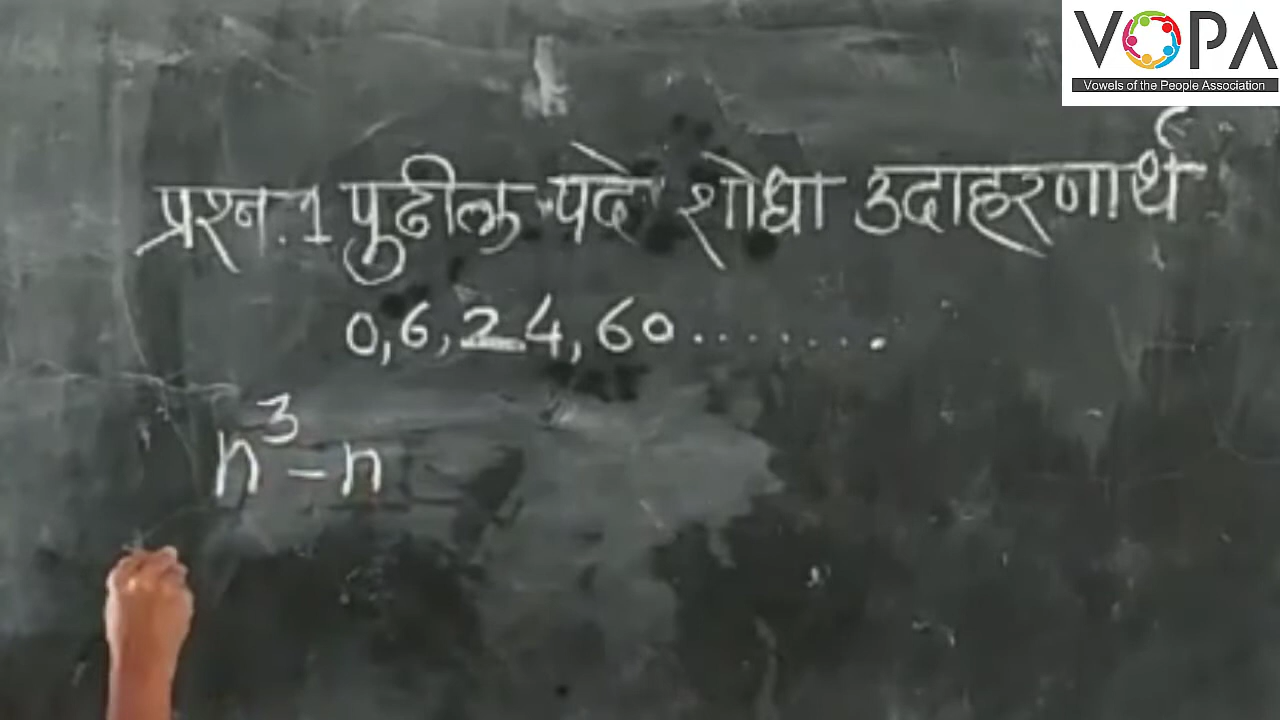 VOPA
Vowels of the People Association
प्रश्न.1 पुढील पदे शोधा उदाहरणार्थ
0,6,24,60........
n³-n